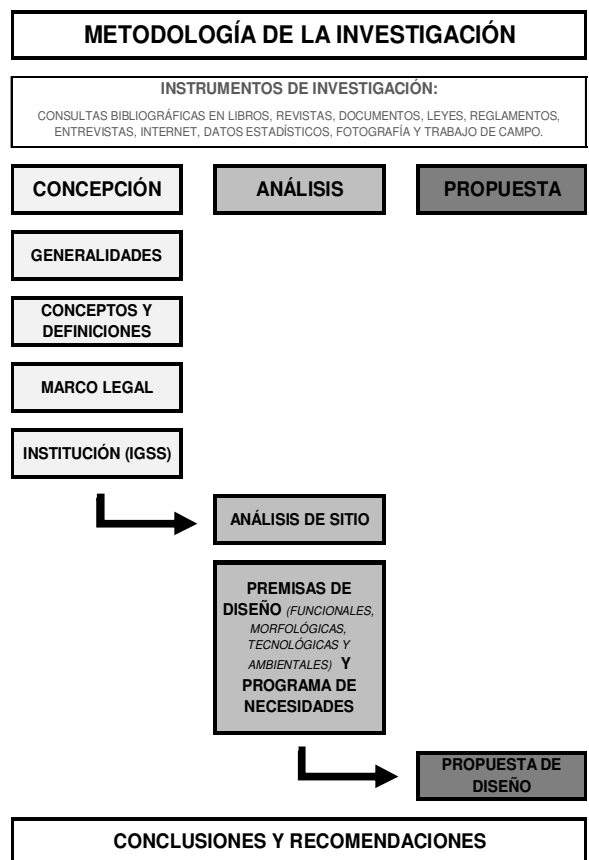 METODOLOGÍA DE LA INVESTIGACIÓN
INSTRUMENTOS DE INVESTIGACIÓN:
CONSULTAS BIBLIOGRÁFICAS EN LIBROS, REVISTAS, DOCUMENTOS, LEYES, REGLAMENTOS,
ENTREVISTAS, INTERNET, DATOS ESTADÍSTICOS, FOTOGRAFÍA Y TRABAJO DE CAMPO.
CONCEPCIÓN
ANÁLISIS
PROPUESTA
GENERALIDADES
CONCEPTOS Y
DEFINICIONES
MARCO LEGAL
INSTITUCIÓN (IGSS)
ANÁLISIS DE SITIO
PREMISAS DE
DISEÑO (FUNCIONALES,
MORFOLÓGICAS,
TECNOLÓGICAS Y
AMBIENTALES) Y
PROGRAMA DE
NECESIDADES
PROPUESTA DE
DISEÑO
CONCLUSIONES Y RECOMENDACIONES